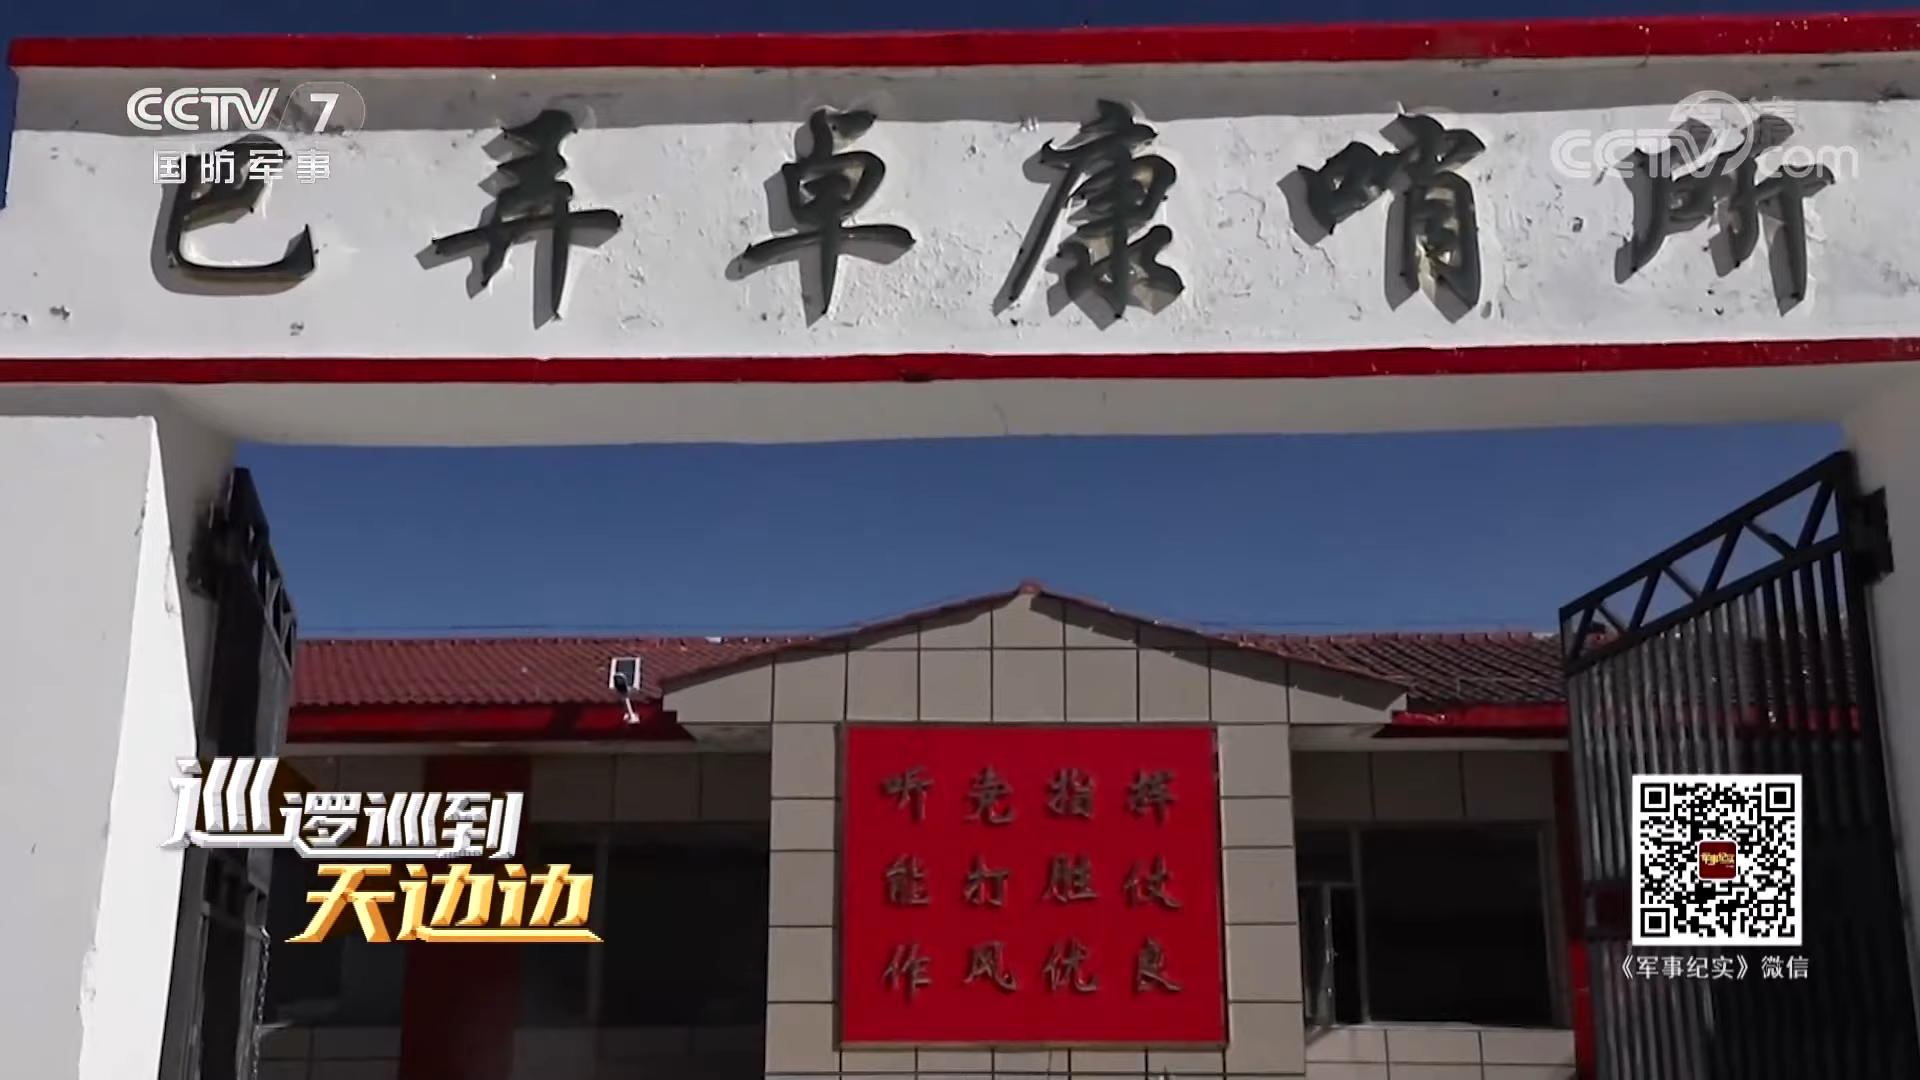 CCTV 7
国防军事
CCTV.com
巴弄卓康哨所
听党指挥
能打胜仗
作风优良
巡逻巡到
天边边
《军事纪实》微信